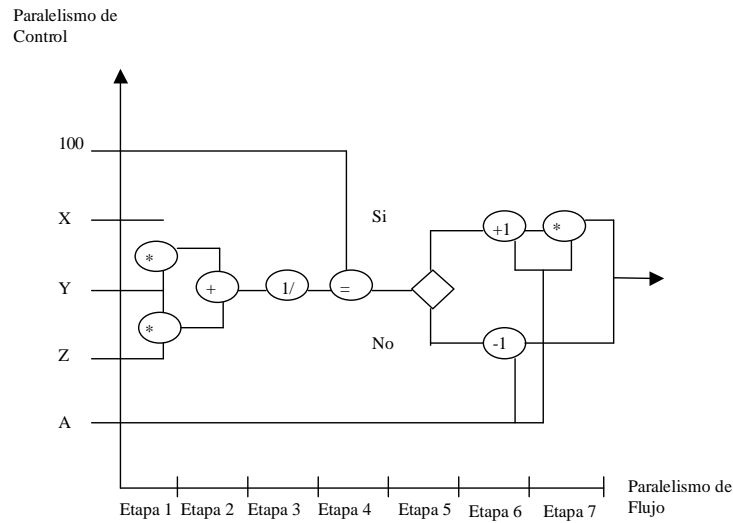 Paralelismo de
Control
100
X
Si
+1
*
*
Y
+
1/
=
*
Z
No
-1
A
Etapa 1 Etapa 2 Etapa 3 Etapa 4 Etapa 5 Etapa 6 Etapa 7
Paralelismo de
Flujo